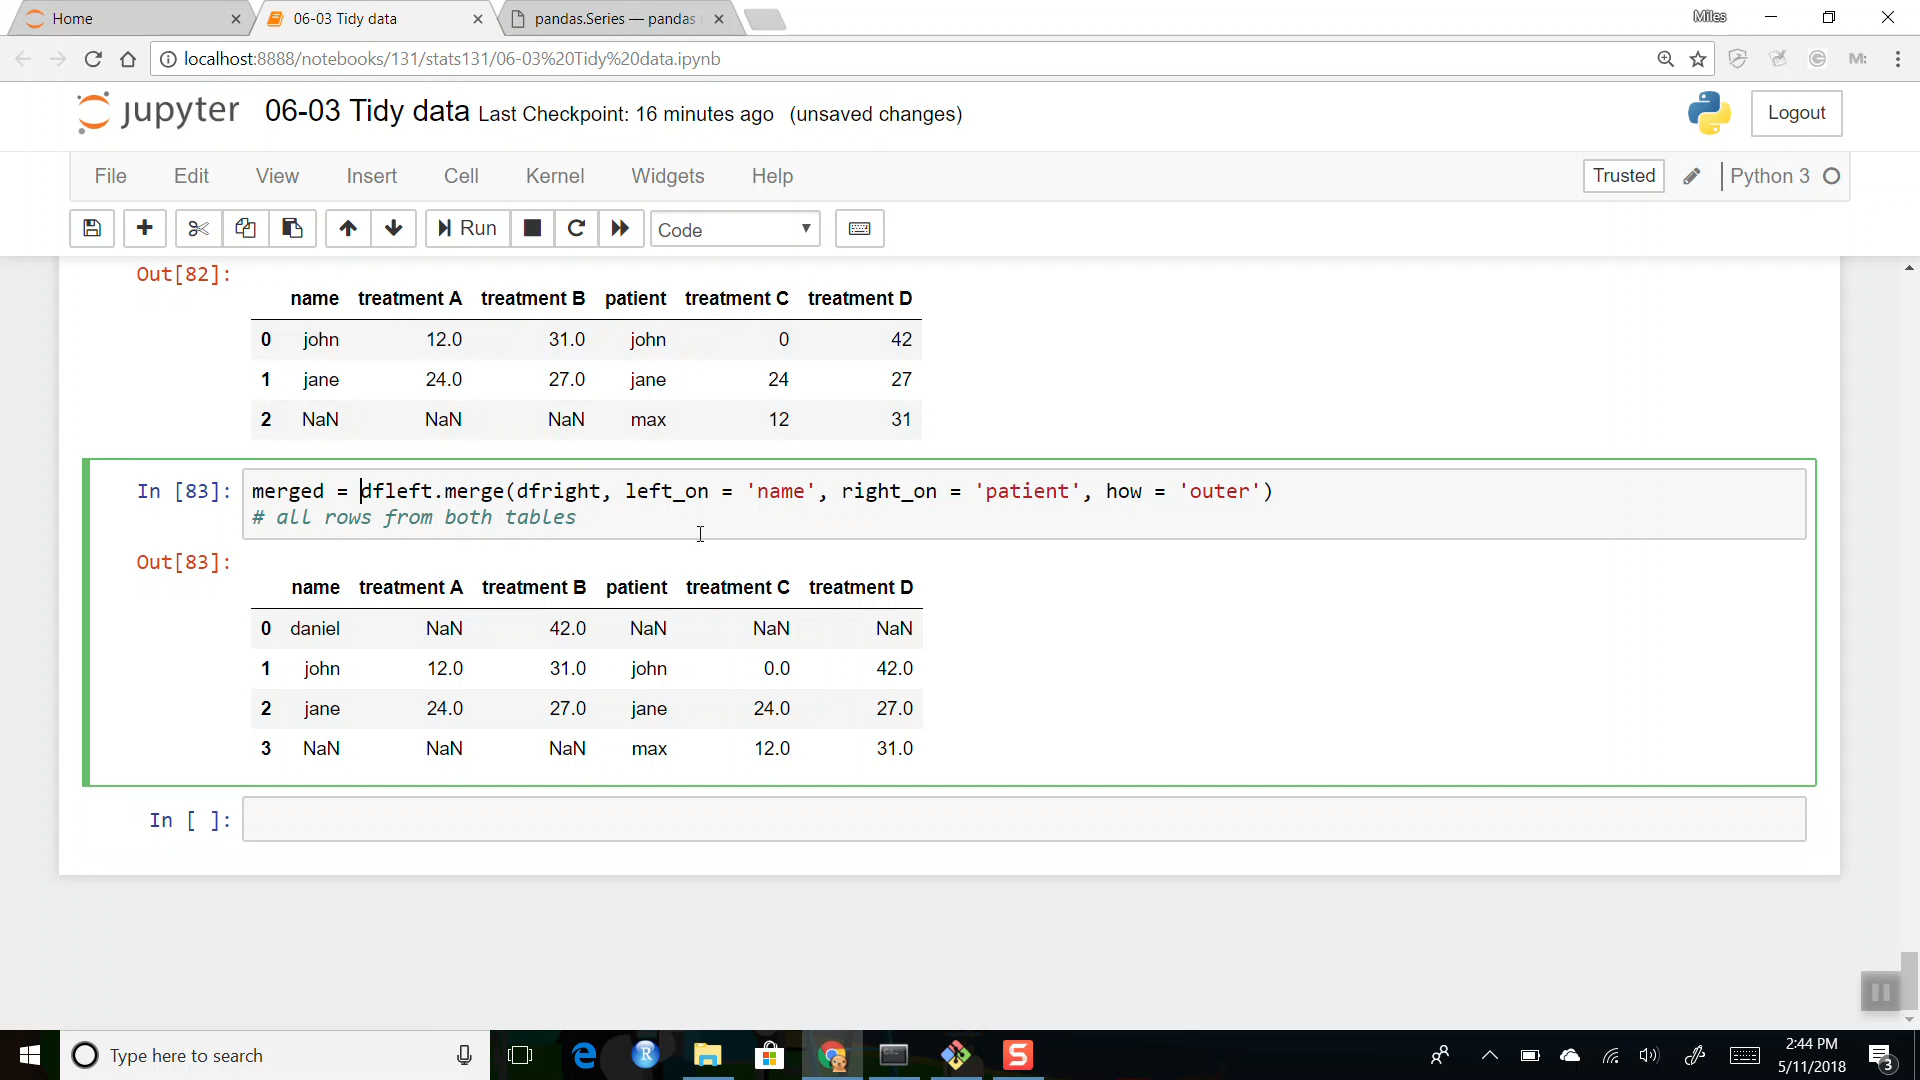 Home
06-03 Tidy data
pandas.Series — pandas
Miles
localhost:8888/notebooks/131/stats131/06-03%20Tidy%20data.ipynb
M:
jupyter 06-03 Tidy data Last Checkpoint: 16 minutes ago (unsaved changes)
Logout
File Edit View Insert Cell Kernel Widgets Help
Trusted Python 3
Run Code
Out[82]:
name treatment A treatment B patient treatment C treatment D
0 john 12.0 31.0 john 0 42
1 jane 24.0 27.0 jane 24 27
2 NaN NaN NaN max 12 31
In [83]: merged = dfleft.merge(dfright, left_on = 'name', right_on = 'patient', how = 'outer')
# all rows from both tables
Out[83]:
name treatment A treatment B patient treatment C treatment D
0 daniel NaN 42.0 NaN NaN NaN
1 john 12.0 31.0 john 0.0 42.0
2 jane 24.0 27.0 jane 24.0 27.0
3 NaN NaN NaN max 12.0 31.0
In [ ]:
Type here to search
R
S
2:44 PM
5/11/2018
3